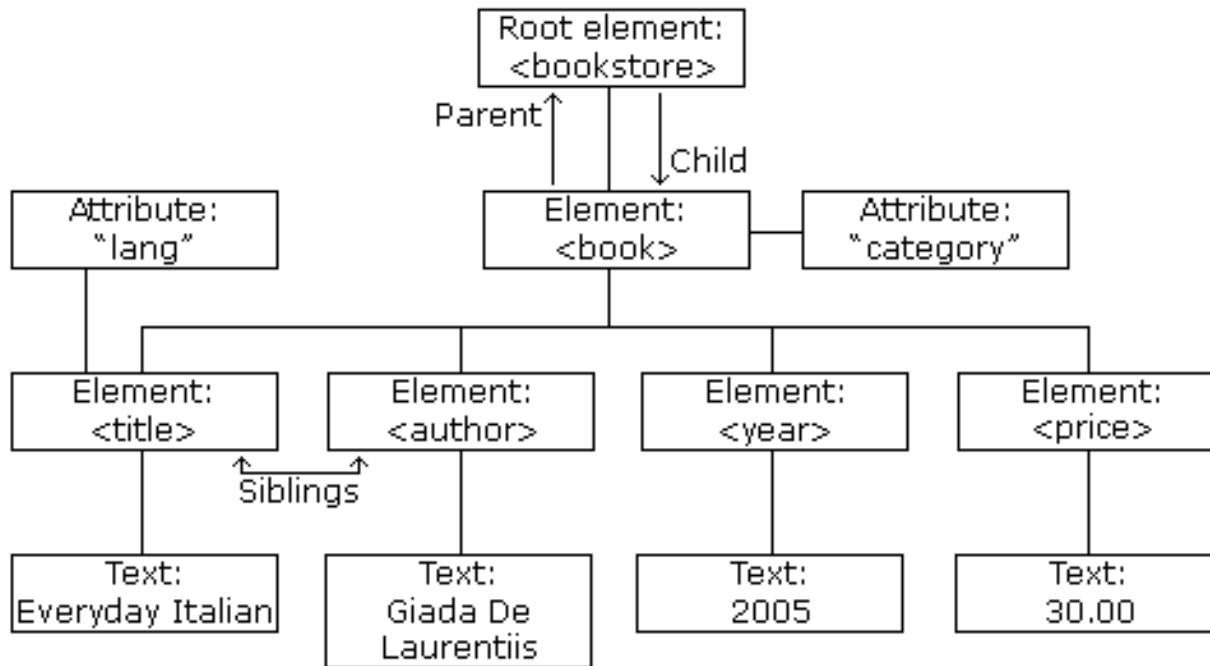 Root element:
<bookstore>
Parent
Child
Attribute:
“lang”
Element:
<book>
Attribute:
“category”
Element:
<title>
Element:
<author>
Element:
<year>
Element:
<price>
Siblings
Text:
Everyday Italian
Text:
Giada De
Laurentiis
Text:
2005
Text:
30.00